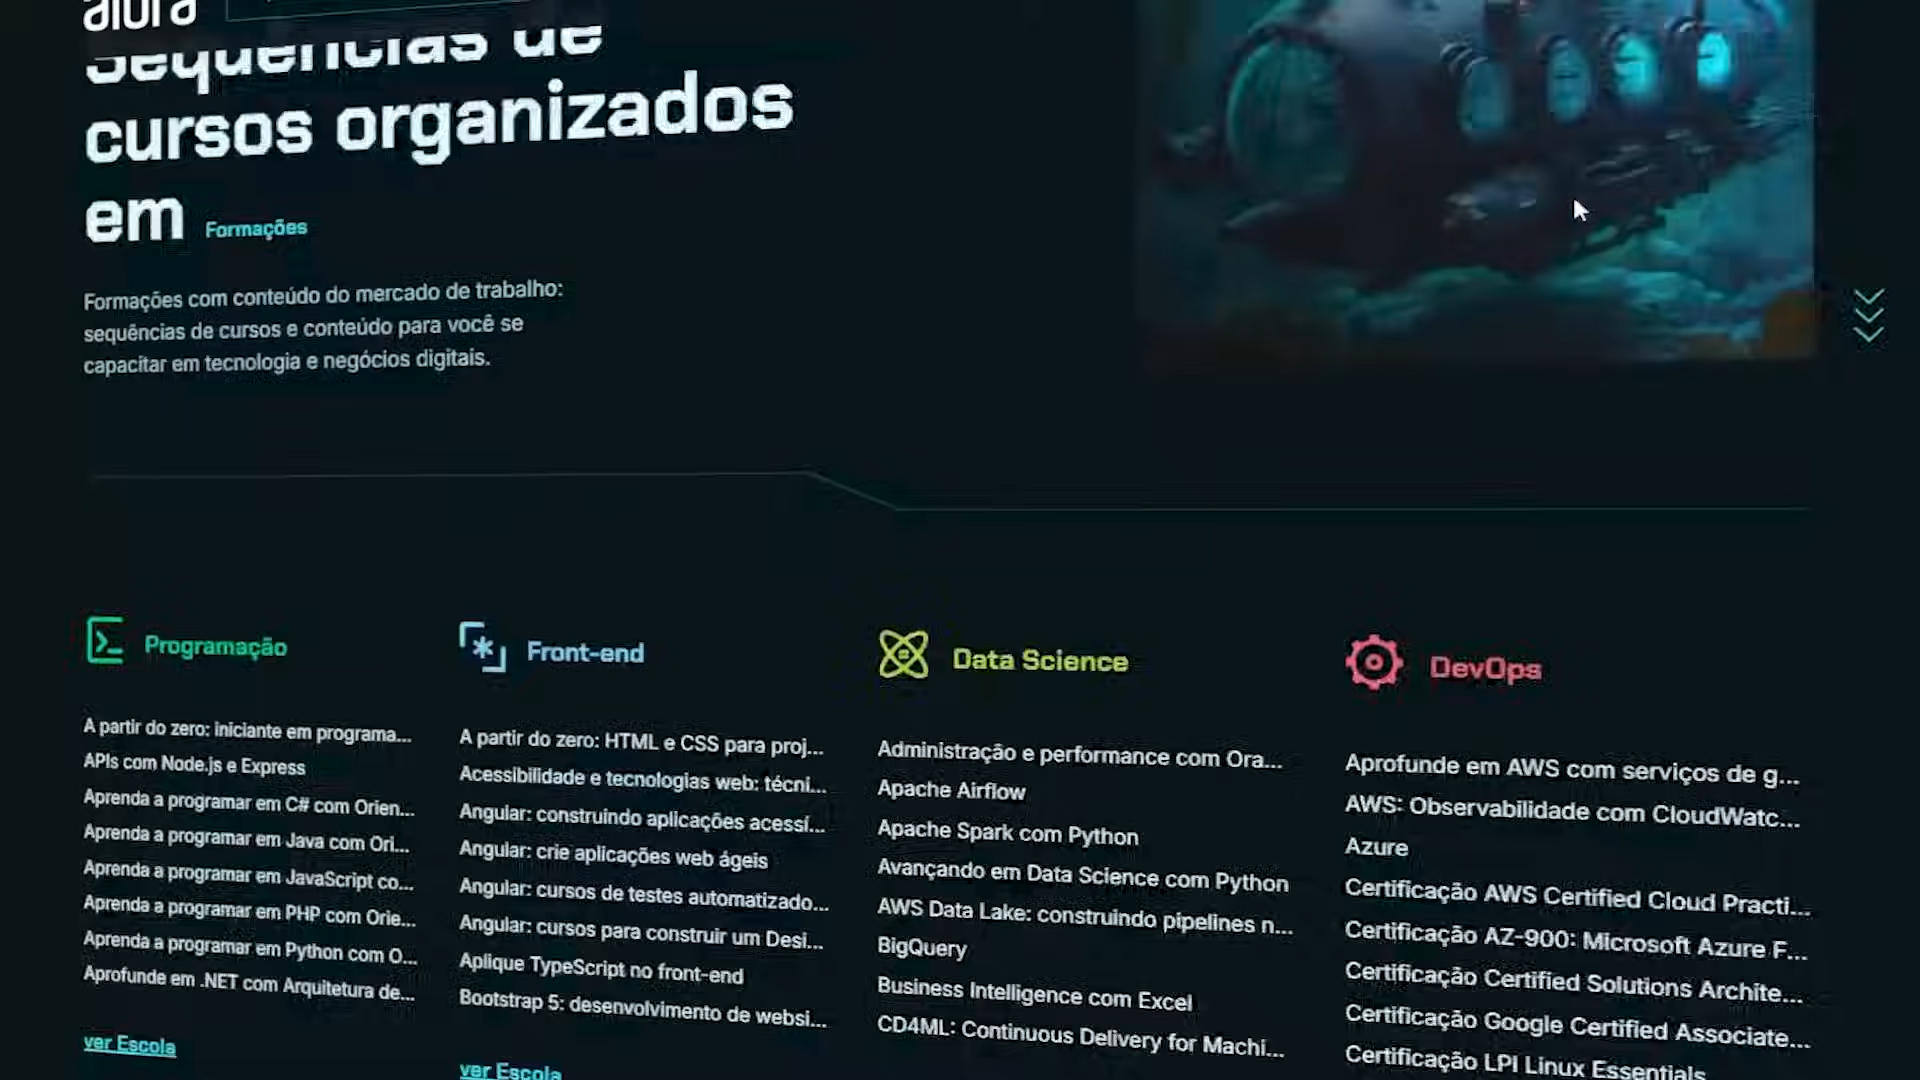 alura
Sequências de
cursos organizados
em Formações
Formações com conteúdo do mercado de trabalho:
sequências de cursos e conteúdo para você se
capacitar em tecnologia e negócios digitais.
Programação
A partir do zero: iniciante em programa...
APIs com Node.js e Express
Aprenda a programar em C# com Orien...
Aprenda a programar em Java com Ori...
Aprenda a programar em JavaScript co...
Aprenda a programar em PHP com Orie...
Aprenda a programar em Python com O...
Aprofunde em .NET com Arquitetura de...
ver Escola
Front-end
A partir do zero: HTML e CSS para proj...
Acessibilidade e tecnologias web: técni...
Angular: construindo aplicações acessí...
Angular: crie aplicações web ágeis
Angular: cursos de testes automatizado...
Angular: cursos para construir um Desi...
Aplique TypeScript no front-end
Bootstrap 5: desenvolvimento de websi...
ver Escola
Data Science
Administração e performance com Ora...
Apache Airflow
Apache Spark com Python
Avançando em Data Science com Python
AWS Data Lake: construindo pipelines n...
BigQuery
Business Intelligence com Excel
CD4ML: Continuous Delivery for Machi...
DevOps
Aprofunde em AWS com serviços de g...
AWS: Observabilidade com CloudWatc...
Azure
Certificação AWS Certified Cloud Practi...
Certificação AZ-900: Microsoft Azure F...
Certificação Certified Solutions Archite...
Certificação Google Certified Associate...
Certificação LPI Linux Essentials